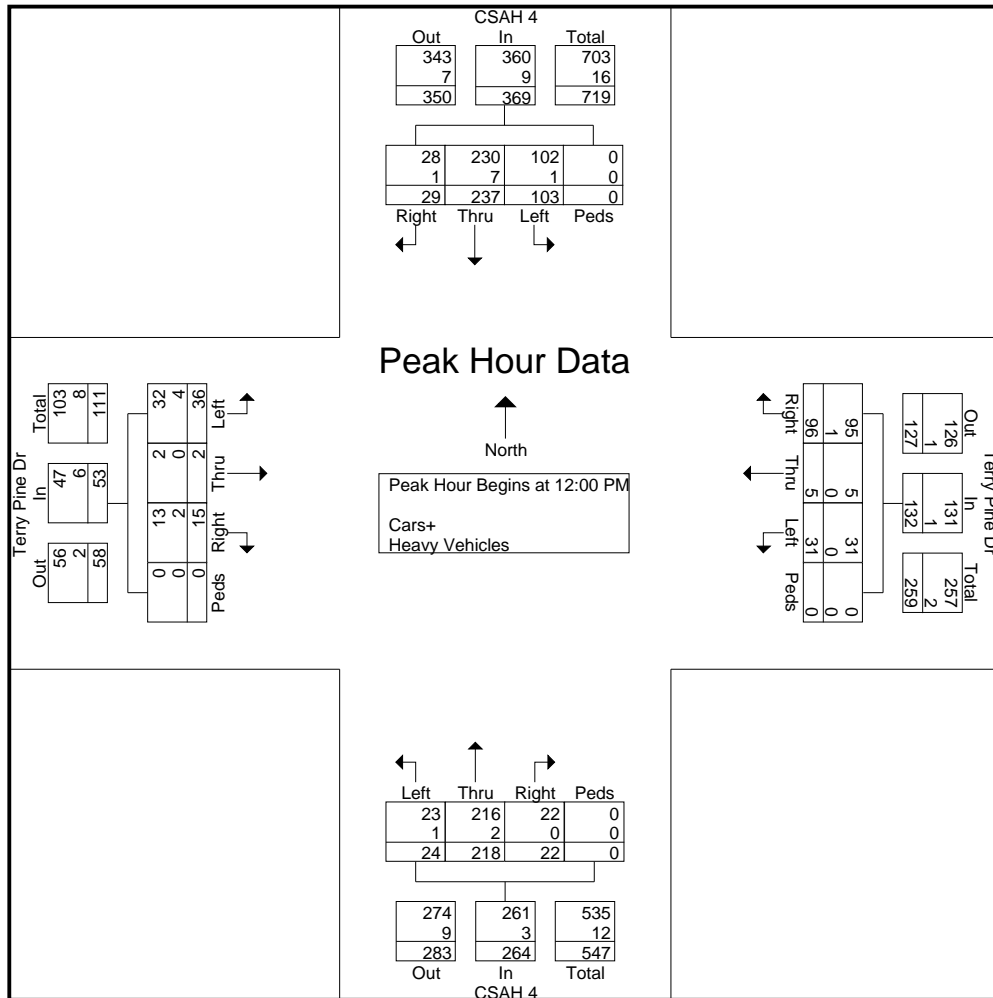 CSAH 4
Out In Total
343 360 703
7 9 16
350 369 719
28 230 102 0
1 7 1 0
29 237 103 0
Right Thru Left Peds
Peak Hour Data
North
Peak Hour Begins at 12:00 PM
Cars+
Heavy Vehicles
Terry Pine Dr
Total In Out
103 47 56
8 6 2
111 53 58
32 2 13 0
4 0 2 0
36 2 15 0
Left Thru Right Peds
Terry Pine Dr
Out In Total
126 131 257
1 1 2
127 132 259
95 5 31 0
1 0 0 0
96 5 31 0
Right Thru Left Peds
Left Thru Right Peds
23 216 22 0
1 2 0 0
24 218 22 0
274 261 535
9 3 12
283 264 547
Out In Total
CSAH 4